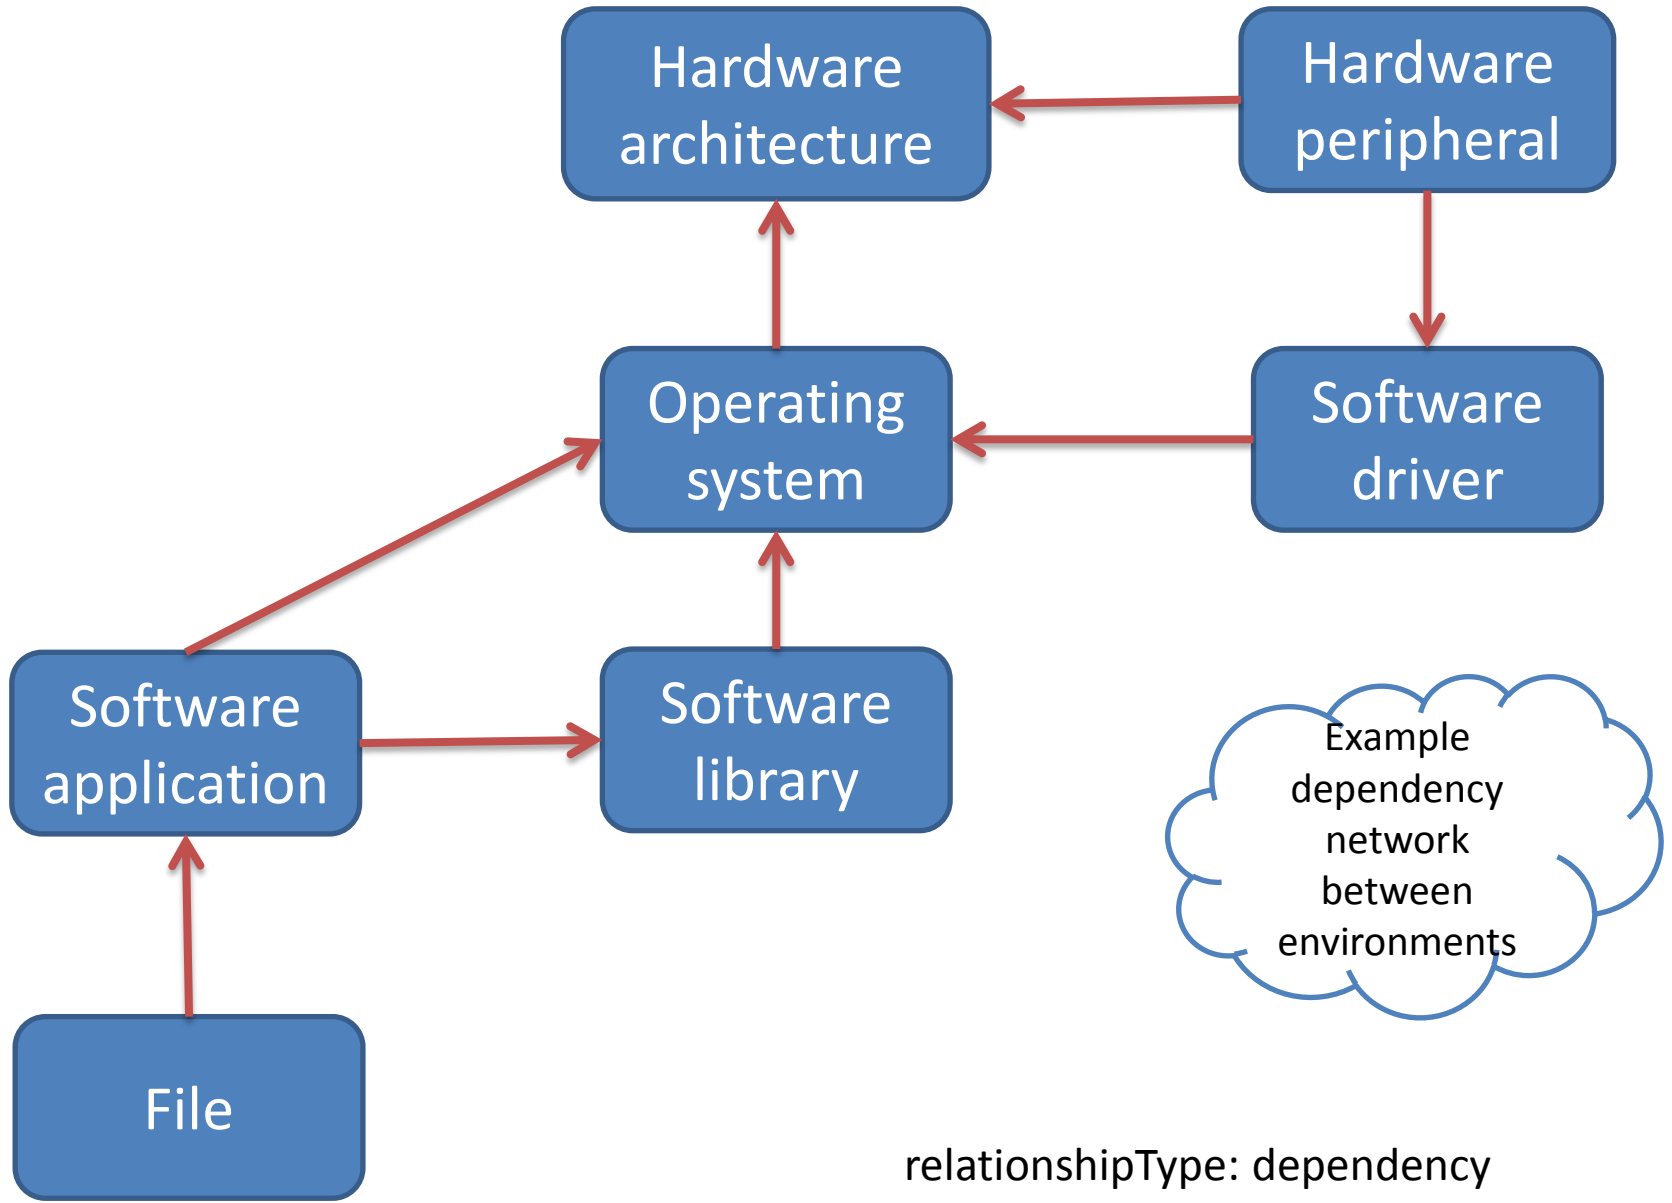 Hardware
architecture
Hardware
peripheral
Operating
system
Software
driver
Software
application
Software
library
Example
dependency
network
between
environments
File
relationshipType: dependency